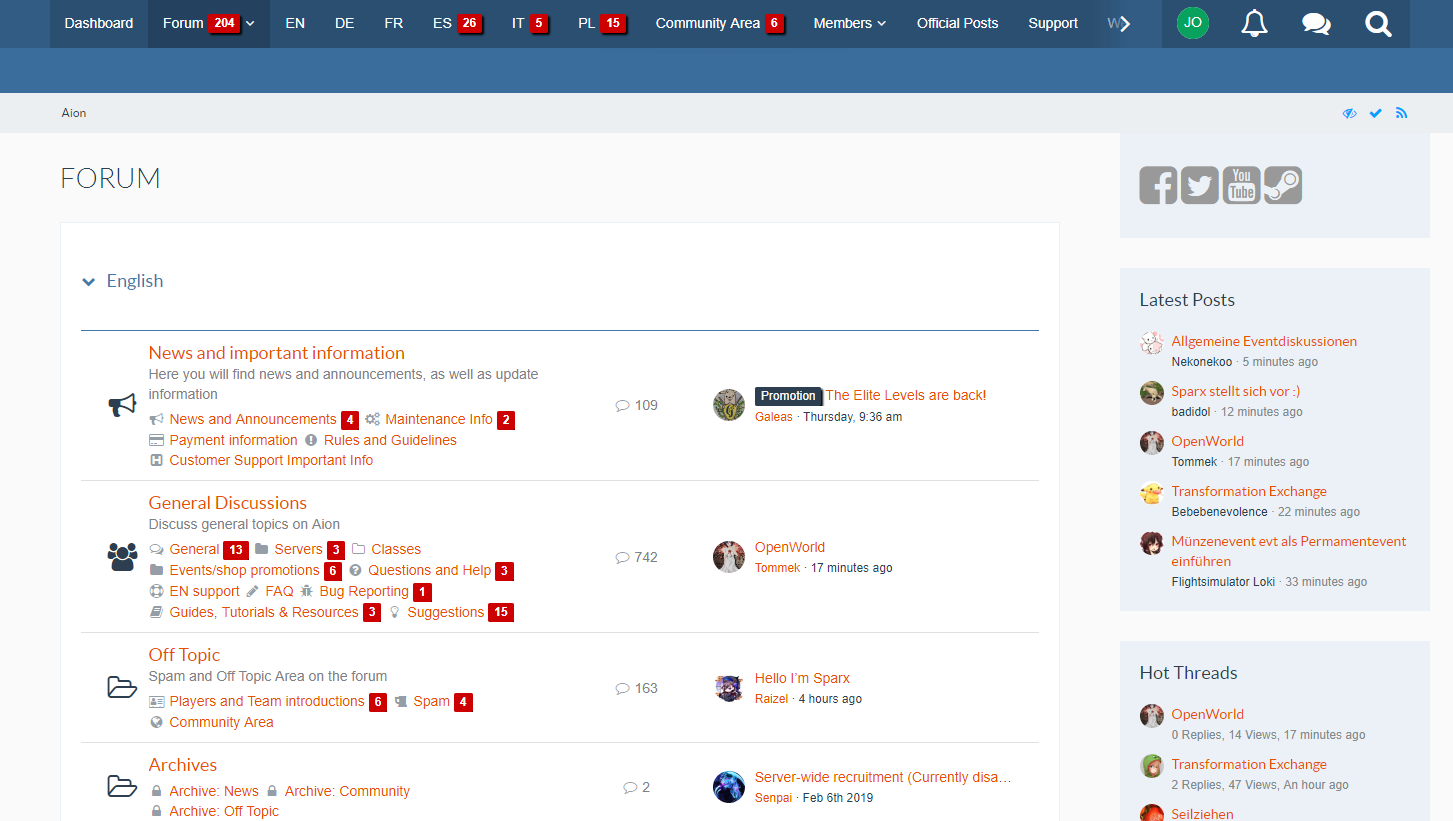 Dashboard Forum 204 EN DE FR ES 26 IT 5 PL 15 Community Area 6 Members Official Posts Support W JO
Aion
FORUM
English
News and important information
Here you will find news and announcements, as well as update
information
News and Announcements 4 Maintenance Info 2
Payment information Rules and Guidelines
Customer Support Important Info
109
Promotion The Elite Levels are back!
Galeas · Thursday, 9:36 am
General Discussions
Discuss general topics on Aion
General 13 Servers 3 Classes
Events/shop promotions 6 Questions and Help 3
EN support FAQ Bug Reporting 1
Guides, Tutorials & Resources 3 Suggestions 15
742
OpenWorld
Tommek · 17 minutes ago
Off Topic
Spam and Off Topic Area on the forum
Players and Team introductions 6 Spam 4
Community Area
163
Hello I'm Sparx
Raizel · 4 hours ago
Archives
Archive: News Archive: Community
Archive: Off Topic
2
Server-wide recruitment (Currently disa…
Senpai · Feb 6th 2019
You
Tube
Latest Posts
Allgemeine Eventdiskussionen
Nekonekoo · 5 minutes ago
Sparx stellt sich vor :)
badidol · 12 minutes ago
OpenWorld
Tommek · 17 minutes ago
Transformation Exchange
Bebebenevolence · 22 minutes ago
Münzenevent evt als Permamentevent
einführen
Flightsimulator Loki · 33 minutes ago
Hot Threads
OpenWorld
0 Replies, 14 Views, 17 minutes ago
Transformation Exchange
2 Replies, 47 Views, An hour ago
Seilziehen